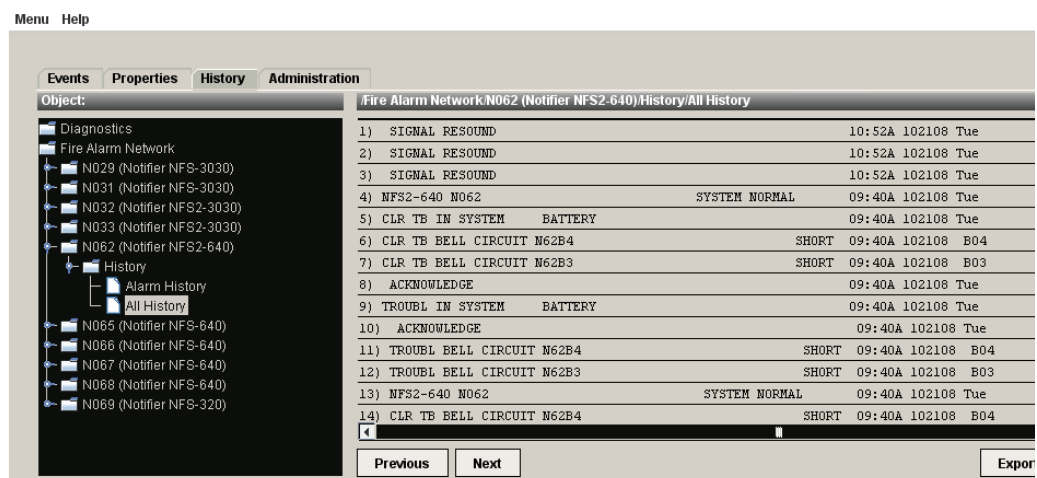 Menu Help
Events Properties History Administration
Object:
Diagnostics
Fire Alarm Network
N029 (Notifier NFS-3030)
N031 (Notifier NFS-3030)
N032 (Notifier NFS2-3030)
N033 (Notifier NFS2-3030)
N062 (Notifier NFS2-640)
History
Alarm History
All History
N065 (Notifier NFS-640)
N066 (Notifier NFS-640)
N067 (Notifier NFS-640)
N068 (Notifier NFS-640)
N069 (Notifier NFS-320)
/Fire Alarm Network/N062 (Notifier NFS2-640)/History/All History
1) SIGNAL RESOUND 10:52A 102108 Tue
2) SIGNAL RESOUND 10:52A 102108 Tue
3) SIGNAL RESOUND 10:52A 102108 Tue
4) NFS2-640 N062 SYSTEM NORMAL 09:40A 102108 Tue
5) CLR TB IN SYSTEM BATTERY 09:40A 102108 Tue
6) CLR TB BELL CIRCUIT N62B4 SHORT 09:40A 102108 B04
7) CLR TB BELL CIRCUIT N62B3 SHORT 09:40A 102108 B03
8) ACKNOWLEDGE 09:40A 102108 Tue
9) TROUBL IN SYSTEM BATTERY 09:40A 102108 Tue
10) ACKNOWLEDGE 09:40A 102108 Tue
11) TROUBL BELL CIRCUIT N62B4 SHORT 09:40A 102108 B04
12) TROUBL BELL CIRCUIT N62B3 SHORT 09:40A 102108 B03
13) NFS2-640 N062 SYSTEM NORMAL 09:40A 102108 Tue
14) CLR TB BELL CIRCUIT N62B4 SHORT 09:40A 102108 B04
Previous Next Export